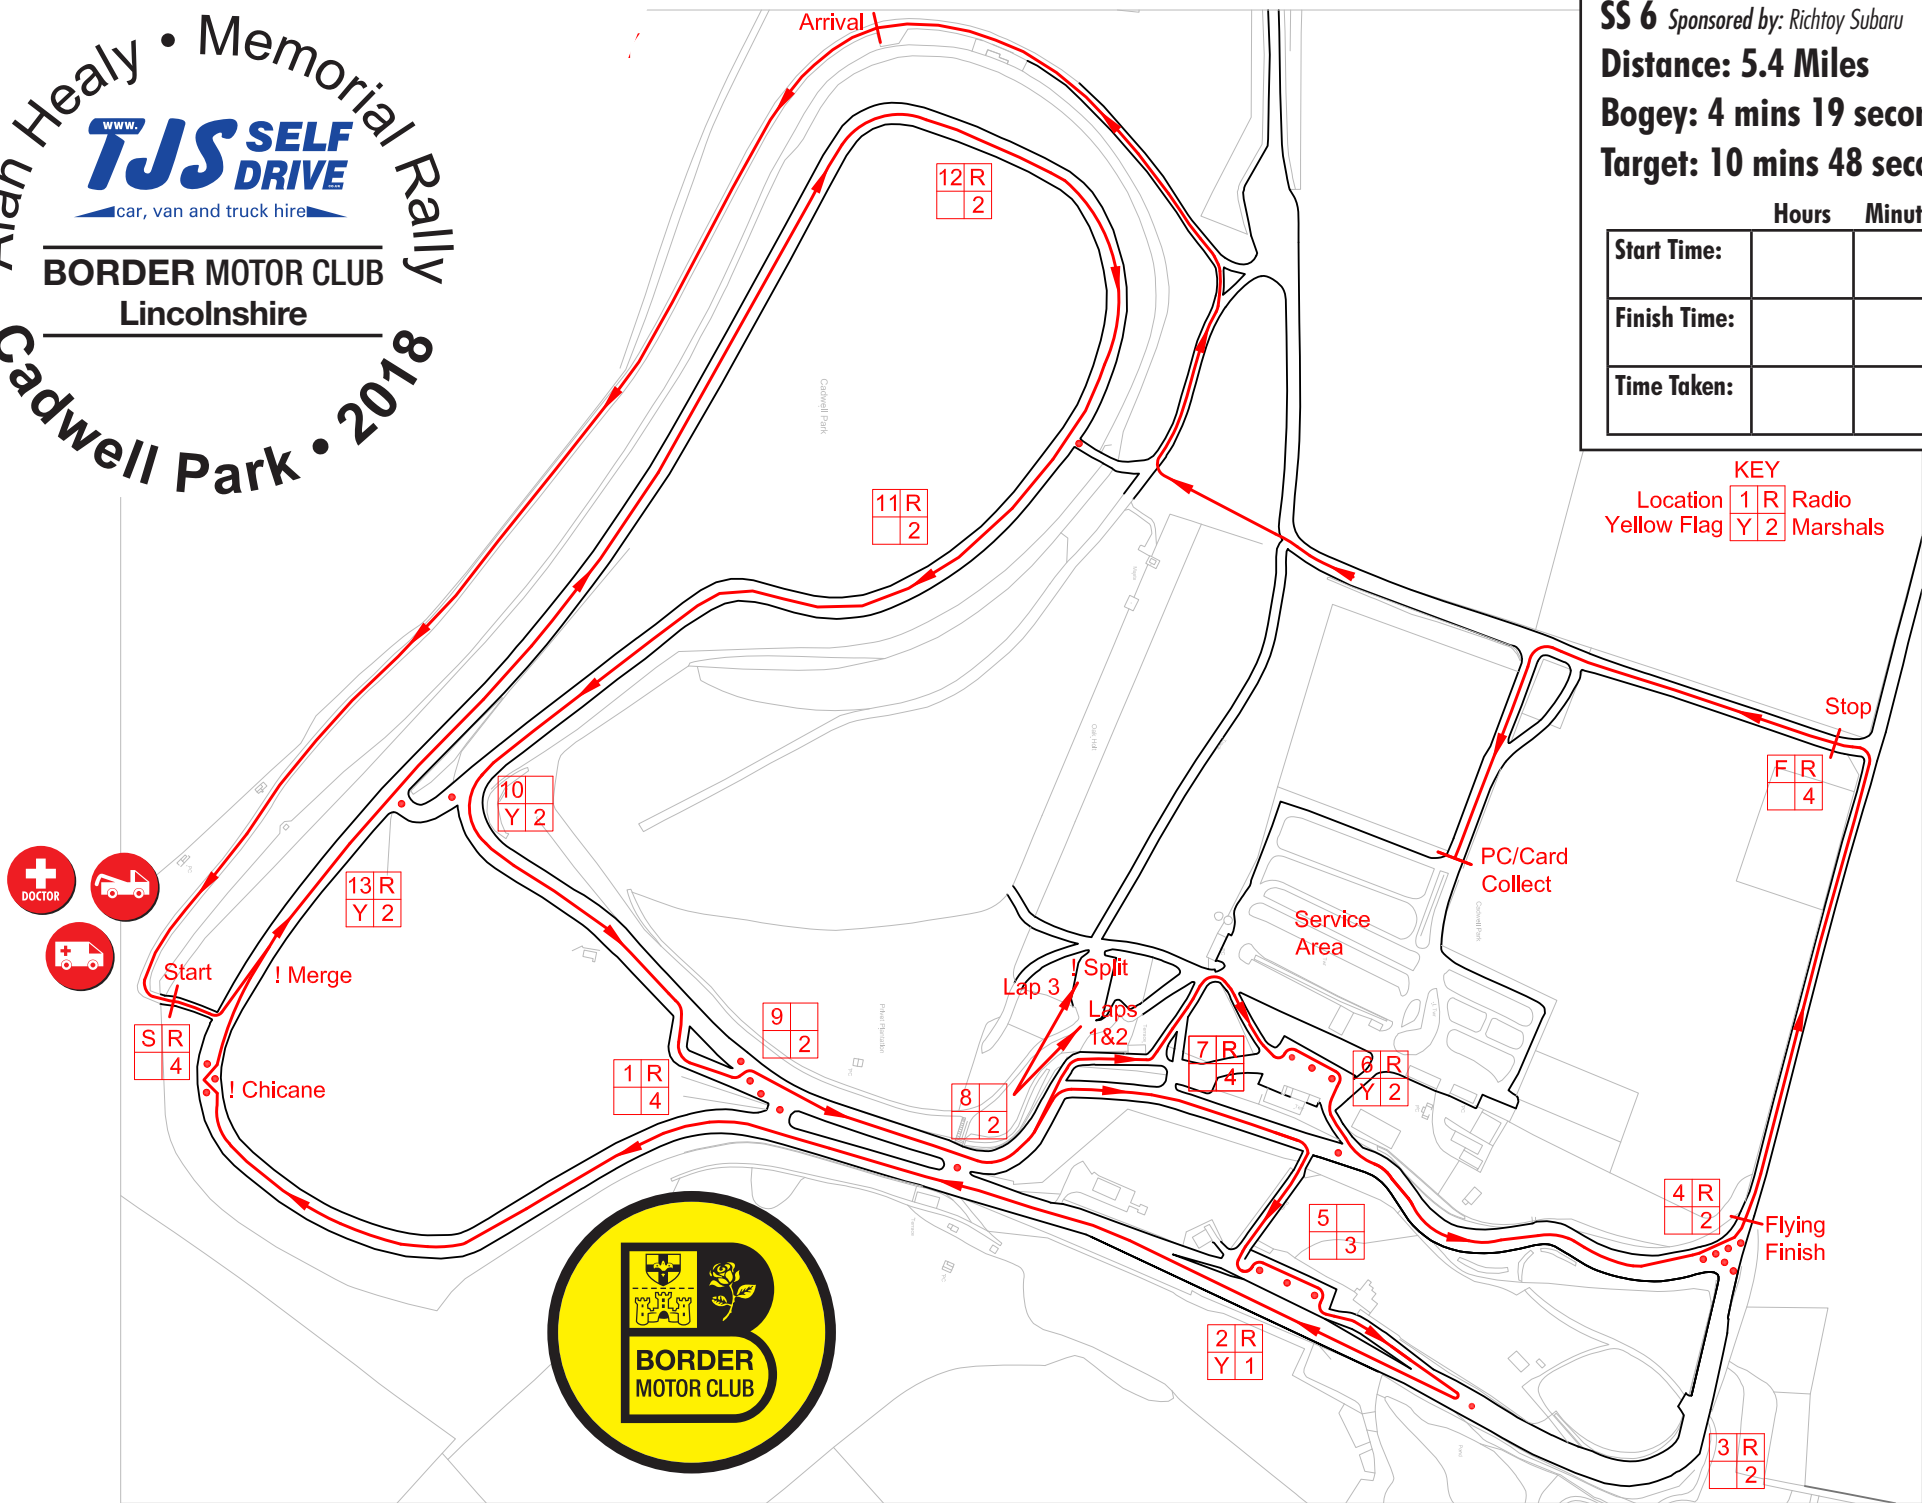 Alan Healy • Memorial Rally
www.
TJS SELF DRIVE
car, van and truck hire
BORDER MOTOR CLUB
Lincolnshire
Cadwell Park • 2018
SS 6 Sponsored by: Richtoy Subaru
Distance: 5.4 Miles
Bogey: 4 mins 19 secon
Target: 10 mins 48 seco
Hours Minut
Start Time:
Finish Time:
Time Taken:
KEY
Location 1 R Radio
Yellow Flag Y 2 Marshals
Arrival
12 R
2
Cadwell Park
11 R
2
Stop
F R
4
10
Y 2
PC/Card
Collect
Service
Area
Cadwell Park
DOCTOR
13 R
Y 2
Start
! Merge
S R
4
! Chicane
! Split
Lap 3
Laps
1&2
9
2
1 R
4
8
2
7 R
4
6 R
Y 2
5
3
4 R
2
Flying
Finish
2 R
Y 1
3 R
2
BORDER
MOTOR CLUB